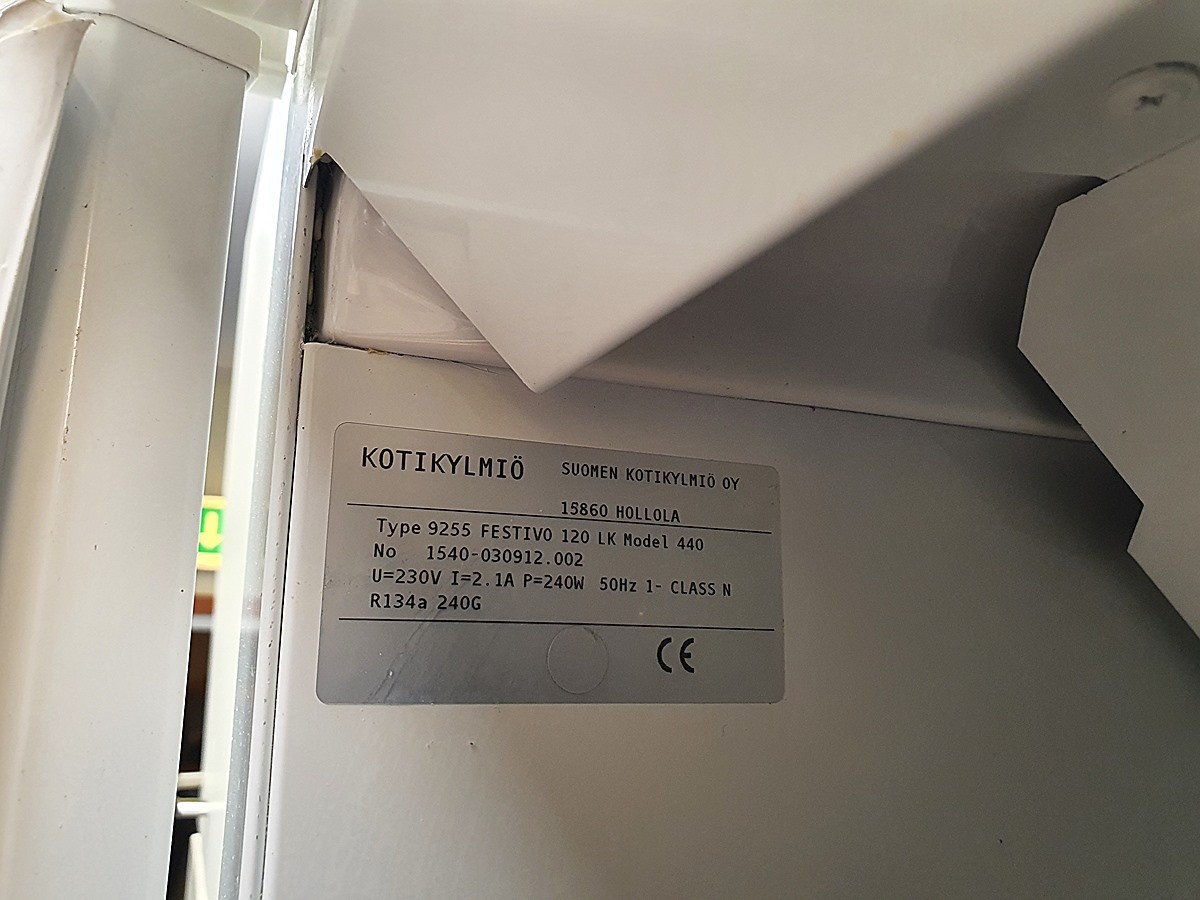 KOTIKYLMIÖ SUOMEN KOTIKYLMIÖ OY
15860 HOLLOLA
Type 9255 FESTIVO 120 LK Model 440
No 1540-030912.002
U=230V I=2.1A P=240W 50Hz 1- CLASS N
R134a 240G
CE